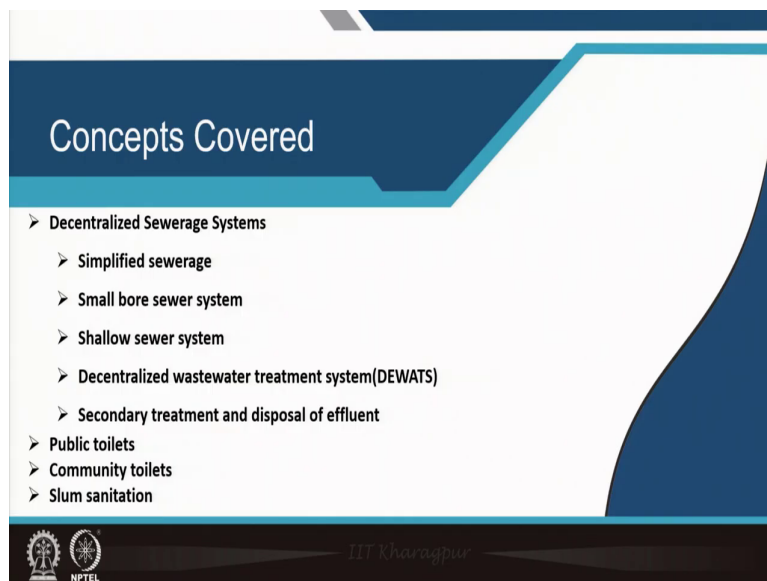 Concepts Covered
➢ Decentralized Sewerage Systems
➢ Simplified sewerage
➢ Small bore sewer system
➢ Shallow sewer system
➢ Decentralized wastewater treatment system(DEWATS)
➢ Secondary treatment and disposal of effluent
➢ Public toilets
➢ Community toilets
➢ Slum sanitation
IIT Kharagpur
NPTEL